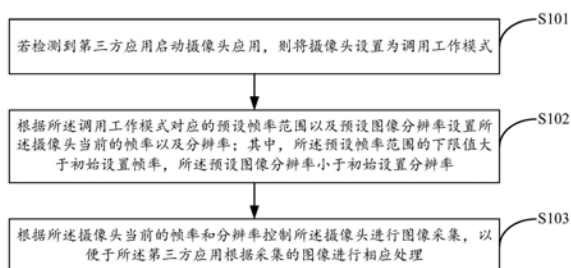 S101
若检测到第三方应用启动摄像头应用，则将摄像头设置为调用工作模式
S102
根据所述调用工作模式对应的预设帧率范围以及预设图像分辨率设置所
述摄像头当前的帧率以及分辨率；其中，所述预设帧率范围的下限值大
于初始设置帧率，所述预设图像分辨率小于初始设置分辨率
S103
根据所述摄像头当前的帧率和分辨率控制所述摄像头进行图像采集，以
便于所述第三方应用根据采集的图像进行相应处理